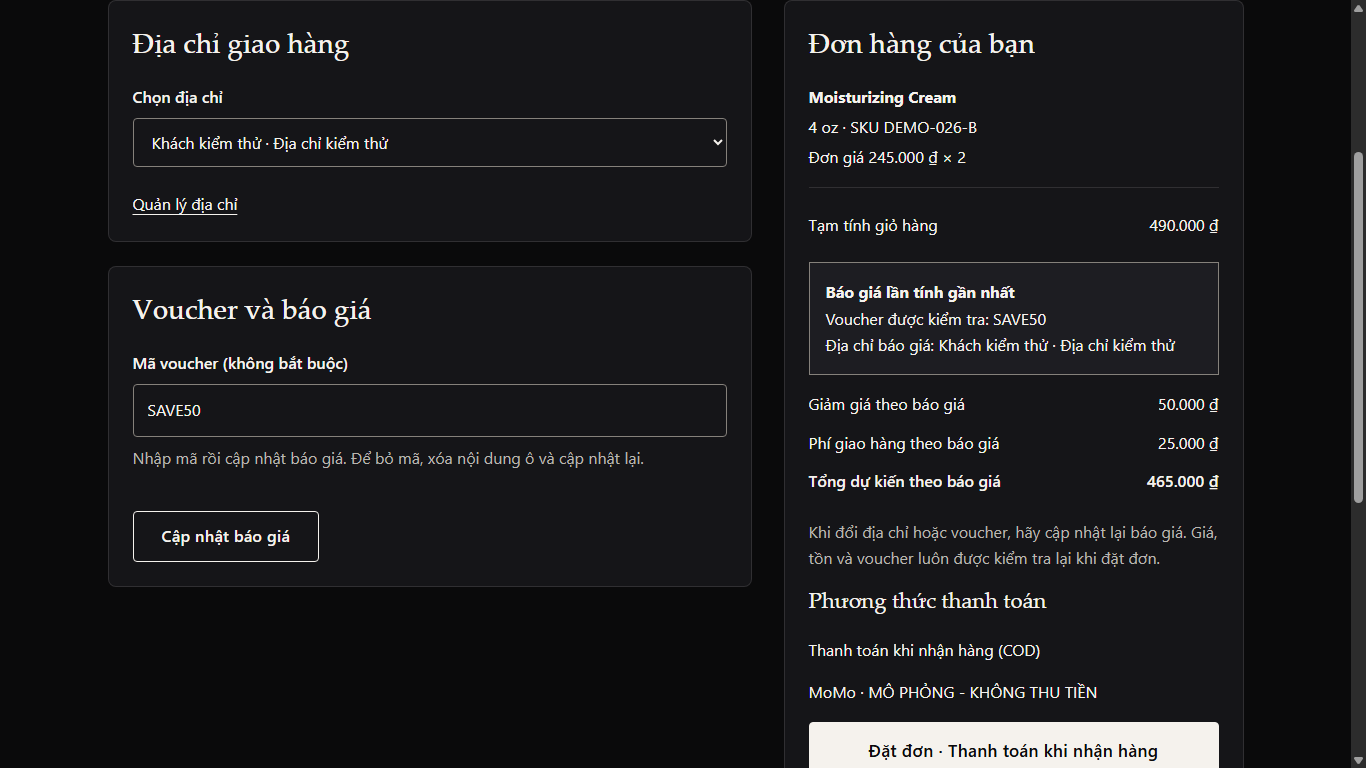 Địa chỉ giao hàng
Chọn địa chỉ
Khách kiểm thử · Địa chỉ kiểm thử
Quản lý địa chỉ
Voucher và báo giá
Mã voucher (không bắt buộc)
SAVE50
Nhập mã rồi cập nhật báo giá. Để bỏ mã, xóa nội dung ô và cập nhật lại.
Cập nhật báo giá
Đơn hàng của bạn
Moisturizing Cream
4 oz · SKU DEMO-026-B
Đơn giá 245.000 ₫ × 2
Tạm tính giỏ hàng 490.000 ₫
Báo giá lần tính gần nhất
Voucher được kiểm tra: SAVE50
Địa chỉ báo giá: Khách kiểm thử · Địa chỉ kiểm thử
Giảm giá theo báo giá 50.000 ₫
Phí giao hàng theo báo giá 25.000 ₫
Tổng dự kiến theo báo giá 465.000 ₫
Khi đổi địa chỉ hoặc voucher, hãy cập nhật lại báo giá. Giá,
tồn và voucher luôn được kiểm tra lại khi đặt đơn.
Phương thức thanh toán
Thanh toán khi nhận hàng (COD)
MoMo · MÔ PHỎNG - KHÔNG THU TIỀN
Đặt đơn · Thanh toán khi nhận hàng